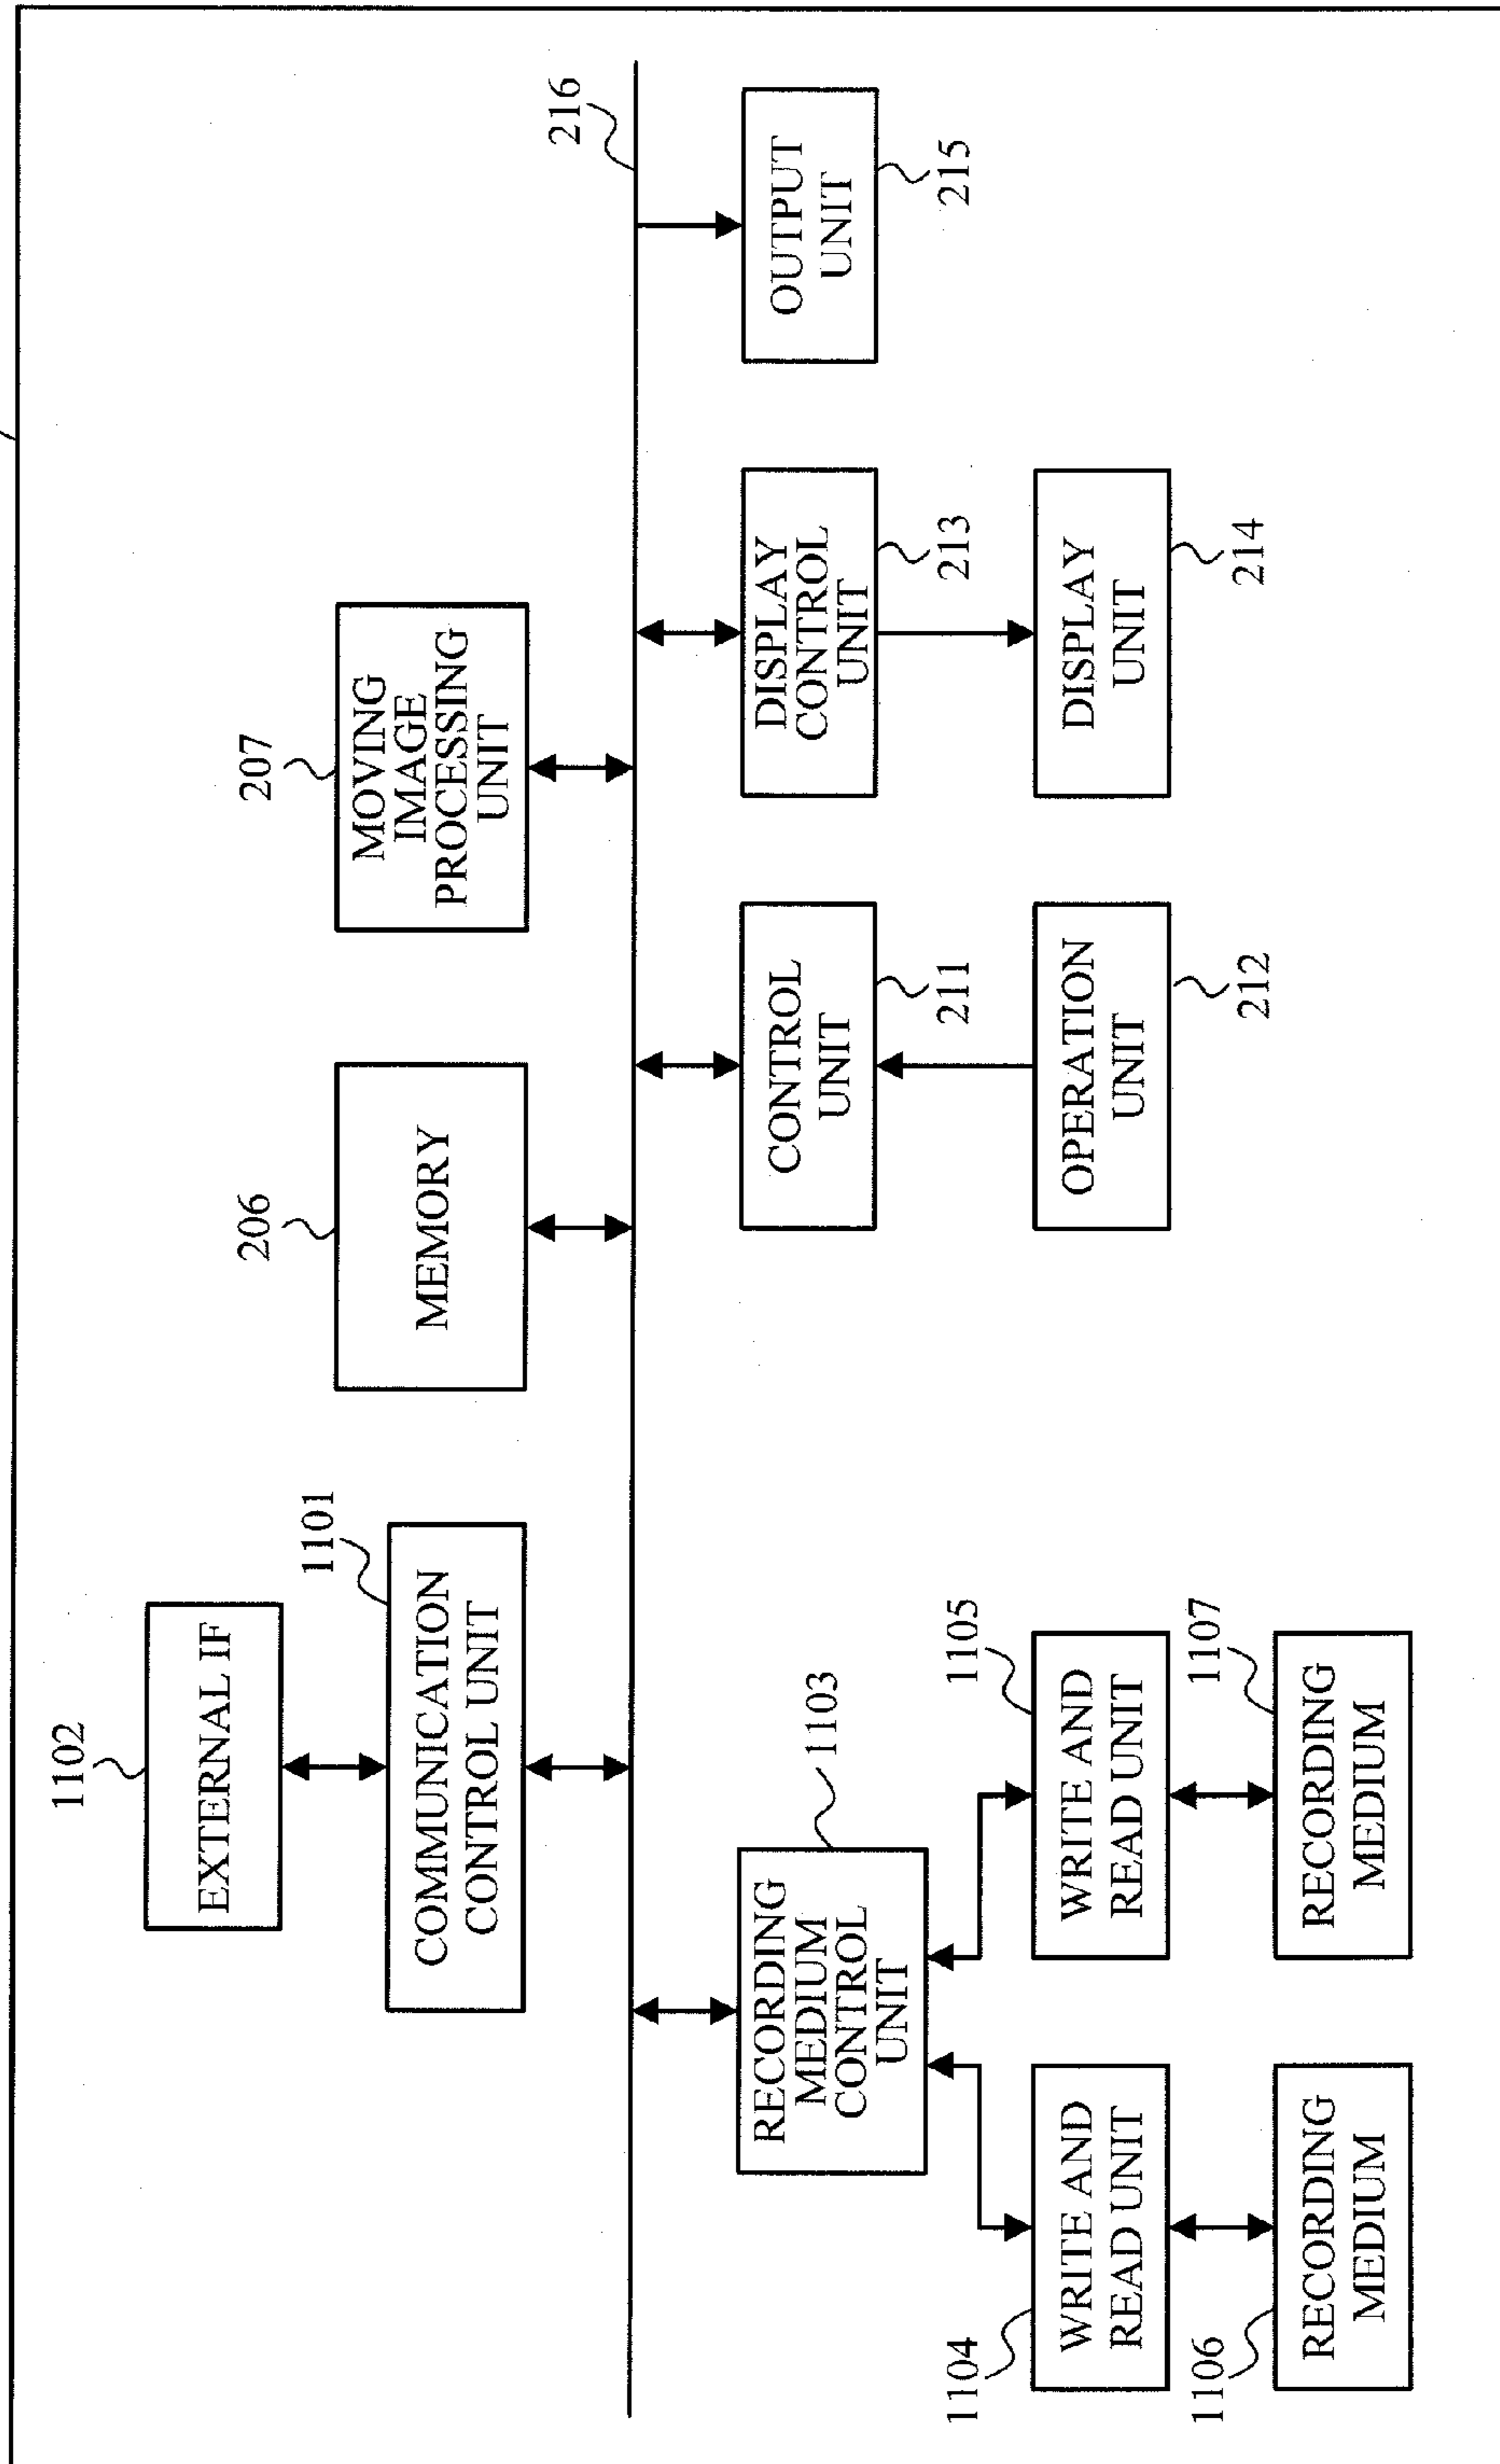 1102
EXTERNAL IF
1101
COMMUNICATION
CONTROL UNIT
206
MEMORY
207
MOVING
IMAGE
PROCESSING
UNIT
216
RECORDING
MEDIUM
CONTROL
UNIT
1103
CONTROL
UNIT
211
DISPLAY
CONTROL
UNIT
213
OUTPUT
UNIT
215
1104
WRITE AND
READ UNIT
1105
WRITE AND
READ UNIT
OPERATION
UNIT
212
DISPLAY
UNIT
214
1106
RECORDING
MEDIUM
1107
RECORDING
MEDIUM